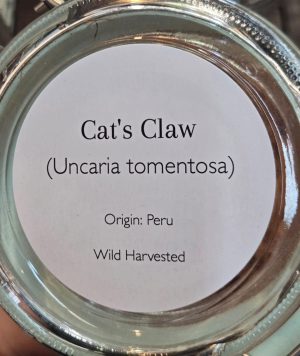 Cat's Claw
(Uncaria tomentosa)
Origin: Peru
Wild Harvested